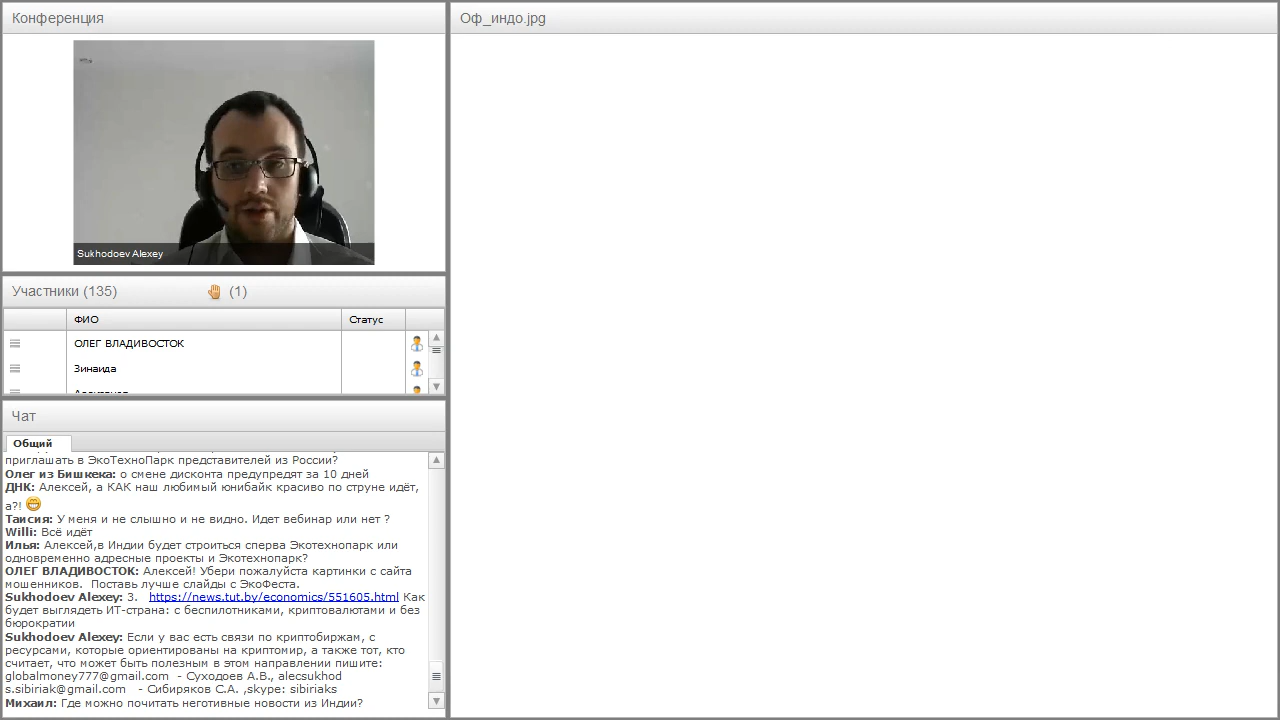 Конференция
Sukhodoev Alexey
Участники (135)
(1)
ФИО
Статус
ОЛЕГ ВЛАДИВОСТОК
Зинаида
Чат
Общий
приглашать в ЭкоТехноПарк представителей из России?
Олег из Бишкека: о смене дисконта предупредят за 10 дней
ДНК: Алексей, а КАК наш любимый юнибайк красиво по струне идёт,
а?!
Таисия: У меня и не слышно и не видно. Идет вебинар или нет ?
Willi: Всё идёт
Илья: Алексей,в Индии будет строиться сперва Экотехнопарк или
одновременно адресные проекты и Экотехнопарк?
ОЛЕГ ВЛАДИВОСТОК: Алексей! Убери пожалуйста картинки с сайта
мошенников. Поставь лучше слайды с ЭкоФеста.
Sukhodoev Alexey: 3. https://news.tut.by/economics/551605.html Как
будет выглядеть ИТ-страна: с беспилотниками, криптовалютами и без
бюрократии
Sukhodoev Alexey: Если у вас есть связи по криптобиржам, с
ресурсами, которые ориентированы на криптомир, а также тот, кто
считает, что может быть полезным в этом направлении пишите:
globalmoney777@gmail.com - Суходоев А.В., alecsukhod
s.sibiriak@gmail.com - Сибиряков С.А. ,skype: sibiriaks
Михаил: Где можно почитать неготивные новости из Индии?
Оф_индо.jpg